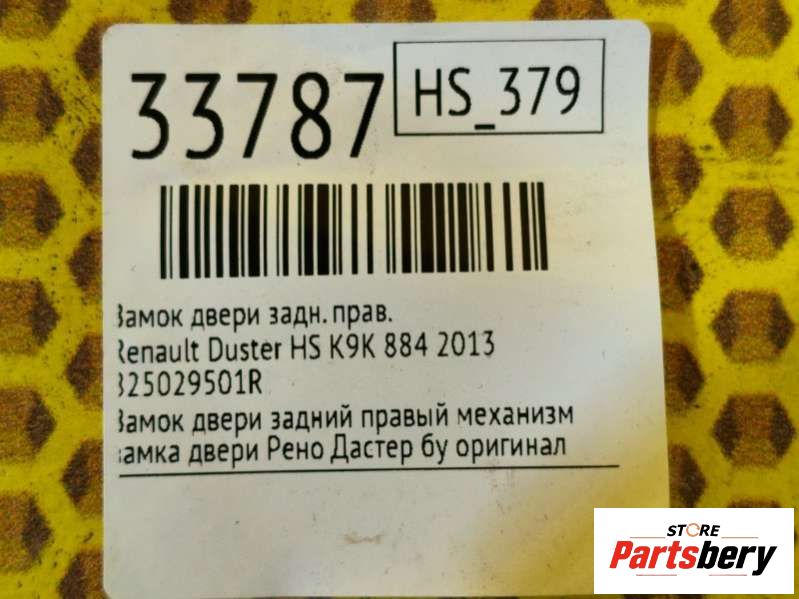 33787
HS_379
Замок двери задн. прав.
Renault Duster HS K9K 884 2013
825029501R
Замок двери задний правый механизм
замка двери Рено Дастер бу оригинал
STORE
Partsbery